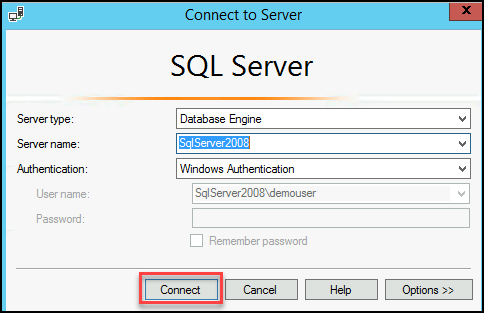 Connect to Server
x
SQL Server
Server type: Database Engine
Server name: SqlServer2008
Authentication: Windows Authentication
User name: SqlServer2008\demouser
Password:
Remember password
Connect Cancel Help Options >>